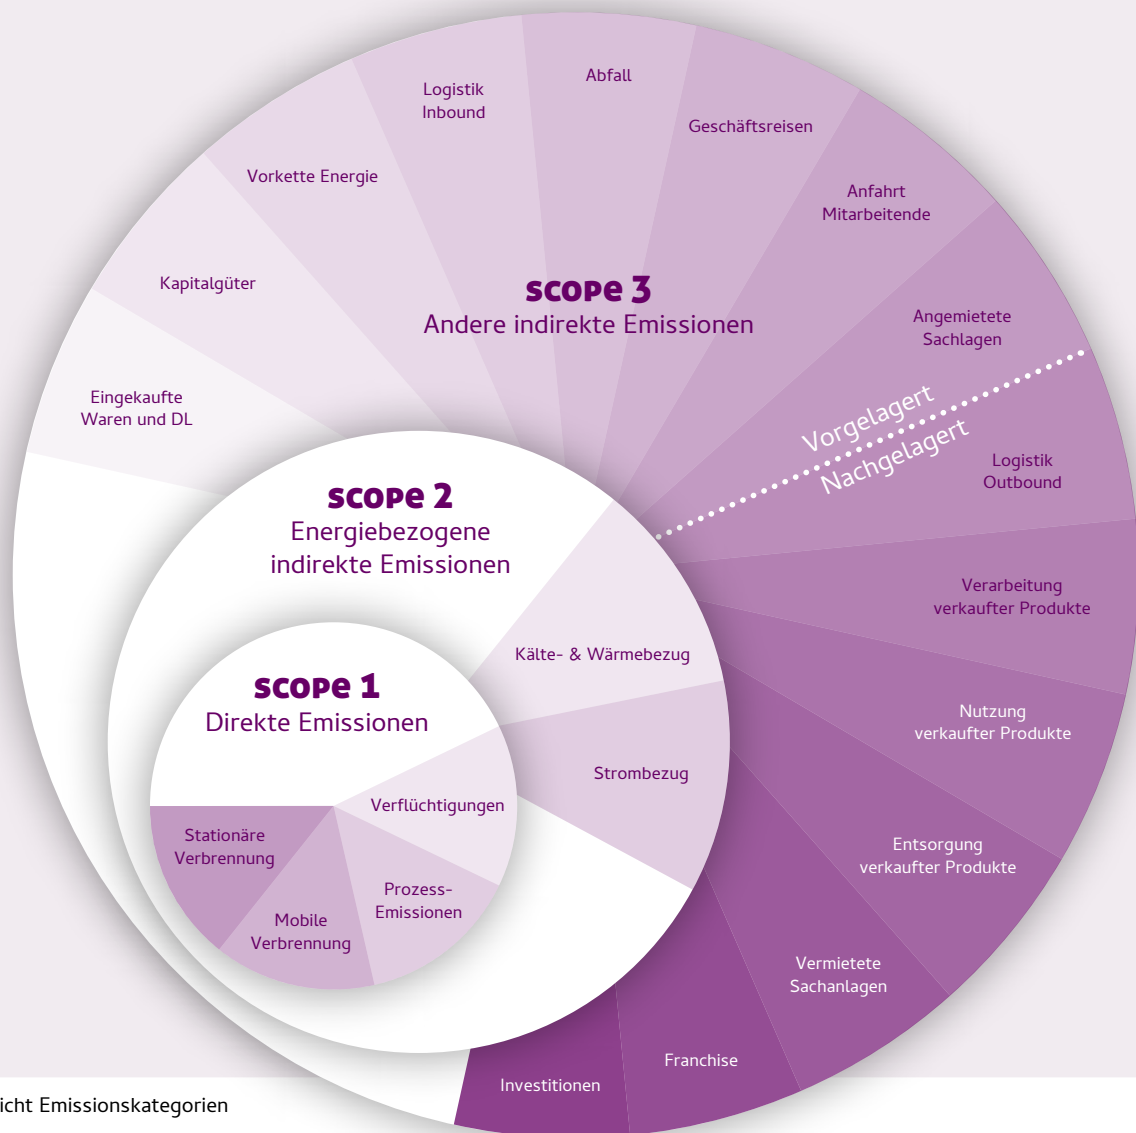 Abfall
Logistik
Inbound
Geschäftsreisen
Vorkette Energie
Anfahrt
Mitarbeitende
Kapitalgüter
scope 3
Andere indirekte Emissionen
Angemietete
Sachlagen
Eingekaufte
Waren und DL
Vorgelagert
Nachgelagert
Logistik
Outbound
scope 2
Energiebezogene
indirekte Emissionen
Verarbeitung
verkaufter Produkte
Kälte- & Wärmebezug
scope 1
Direkte Emissionen
Nutzung
verkaufter Produkte
Strombezug
Verflüchtigungen
Stationäre
Verbrennung
Entsorgung
verkaufter Produkte
Prozess-
Emissionen
Mobile
Verbrennung
Vermietete
Sachanlagen
Franchise
Investitionen
icht Emissionskategorien